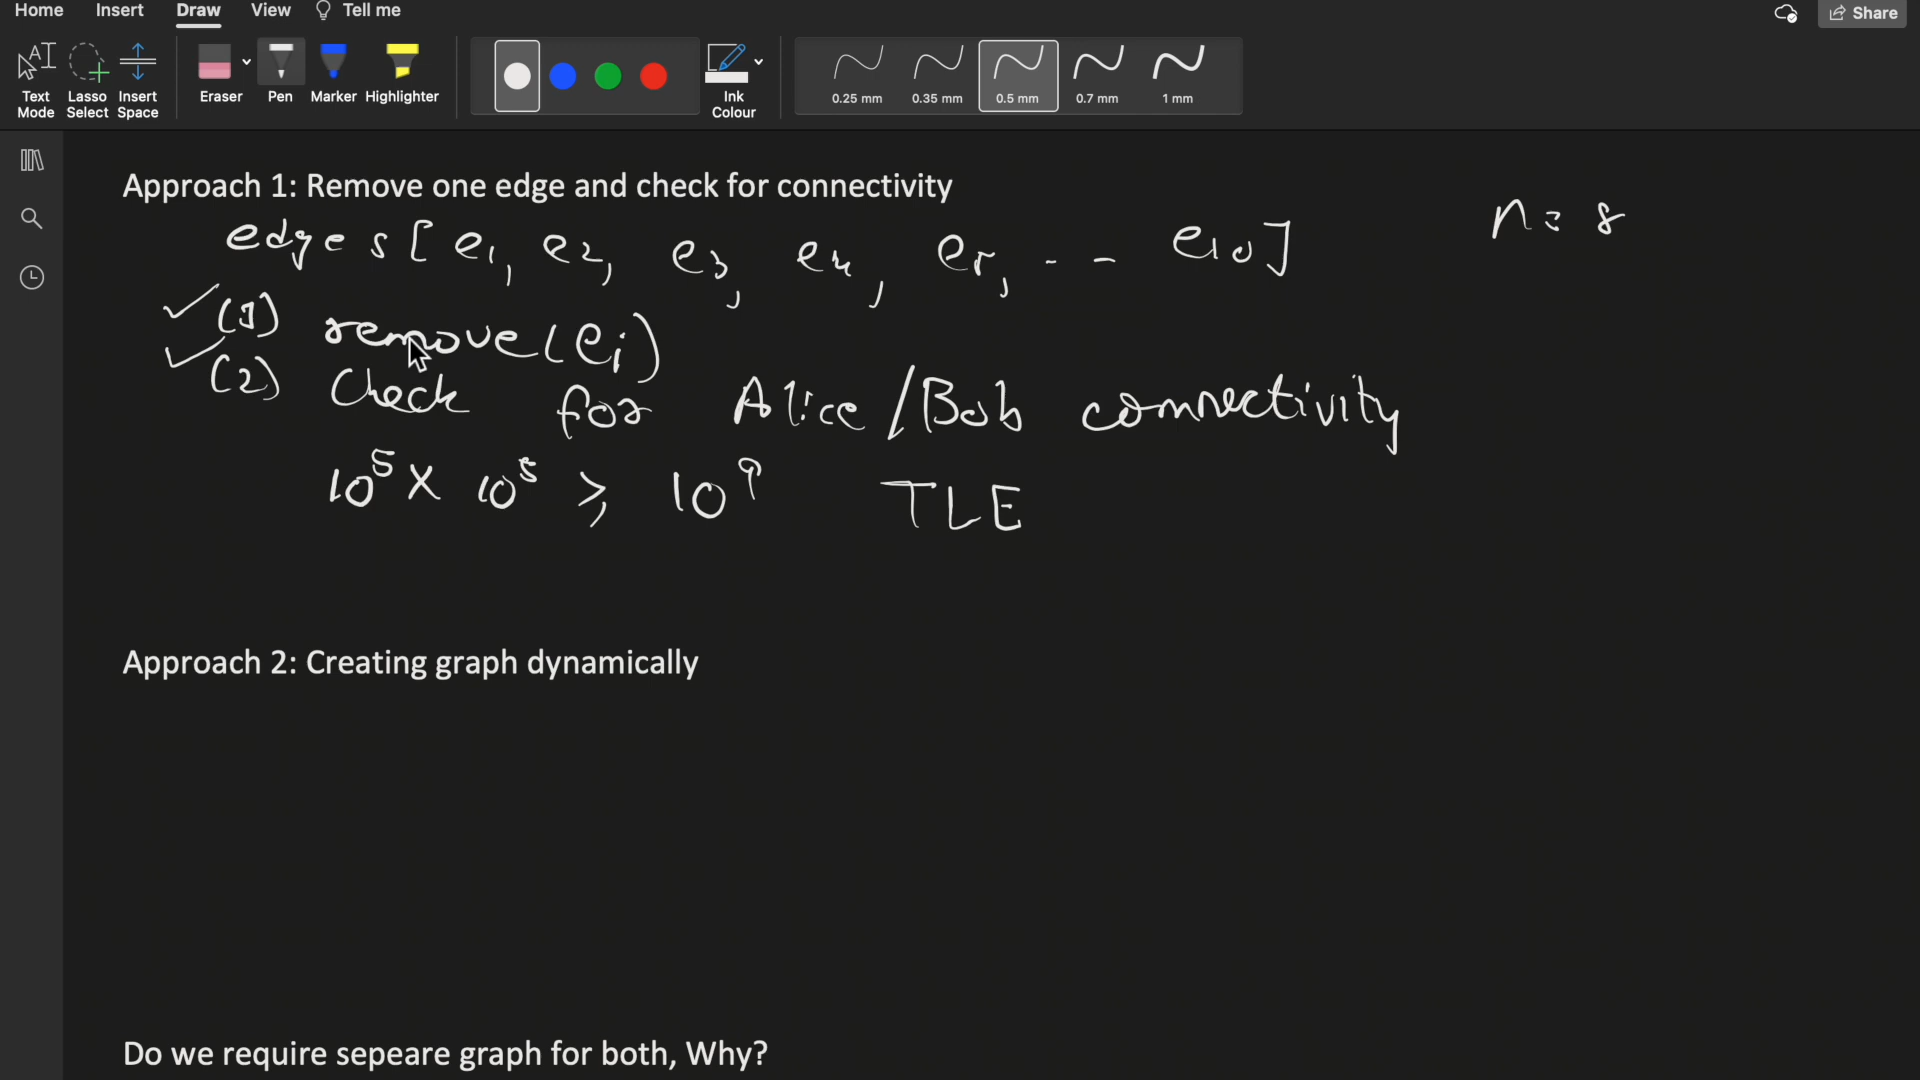 Home Insert Draw View Tell me Share
Text Mode Lasso Select Insert Space Eraser Pen Marker Highlighter Ink Colour 0.25 mm 0.35 mm 0.5 mm 0.7 mm 1 mm
Approach 1: Remove one edge and check for connectivity
n = 8
edges [ e1, e2, e3, e4, e5, - - e10 ]
(1) remove(ei)
(2) Check for Alice/Bob connectivity
10^5 X 10^5 ⩾ 10^9 TLE
Approach 2: Creating graph dynamically
Do we require sepeare graph for both, Why?